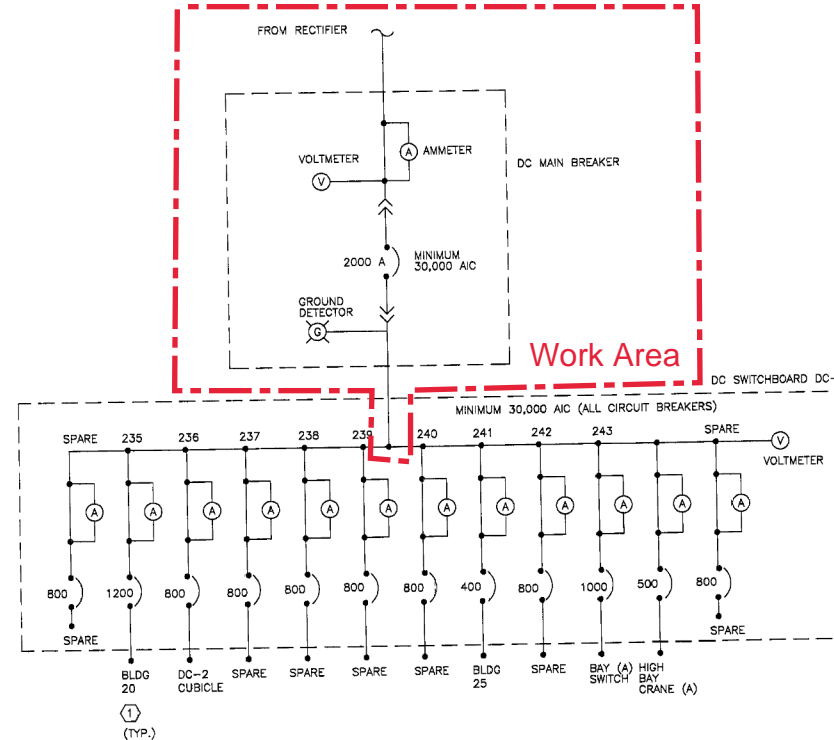 FROM RECTIFIER
A AMMETER
VOLTMETER
DC MAIN BREAKER
V
2000 A
MINIMUM
30,000 AIC
GROUND
DETECTOR
G
Work Area
DC SWITCHBOARD DC-
MINIMUM 30,000 AIC (ALL CIRCUIT BREAKERS)
SPARE 235 236 237 238 239 240 241 242 243 SPARE
V
VOLTMETER
A A A A A A A A A A A A
800 1200 800 800 800 800 800 400 800 1000 500 800
SPARE SPARE
BLDG
20
DC-2
CUBICLE
SPARE
SPARE
SPARE
SPARE
BLDG
25
SPARE
BAY (A)
SWITCH
HIGH
BAY
CRANE (A)
1
(TYP.)